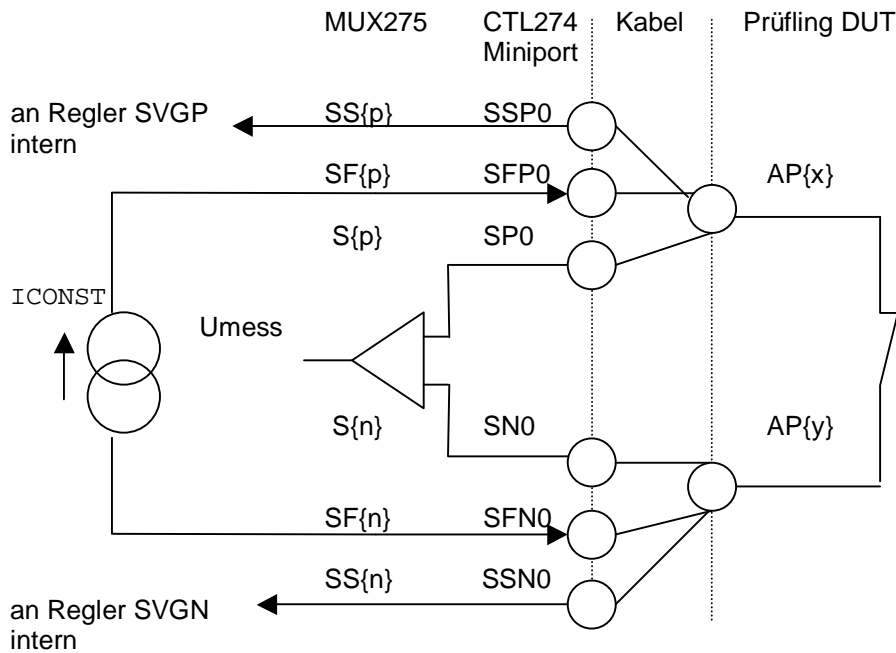 MUX275 CTL274 Kabel Prüfling DUT
Miniport
an Regler SVGP SS{p} SSP0
intern
SF{p} SFP0 AP{x}
S{p} SP0
ICONST
Umess
S{n} SN0 AP{y}
SF{n} SFN0
SS{n} SSN0
an Regler SVGN
intern